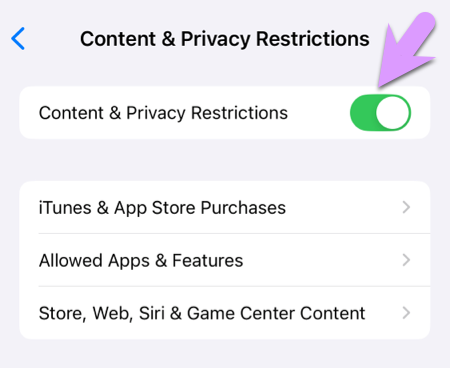 Content & Privacy Restrictions
Content & Privacy Restrictions
iTunes & App Store Purchases
Allowed Apps & Features
Store, Web, Siri & Game Center Content